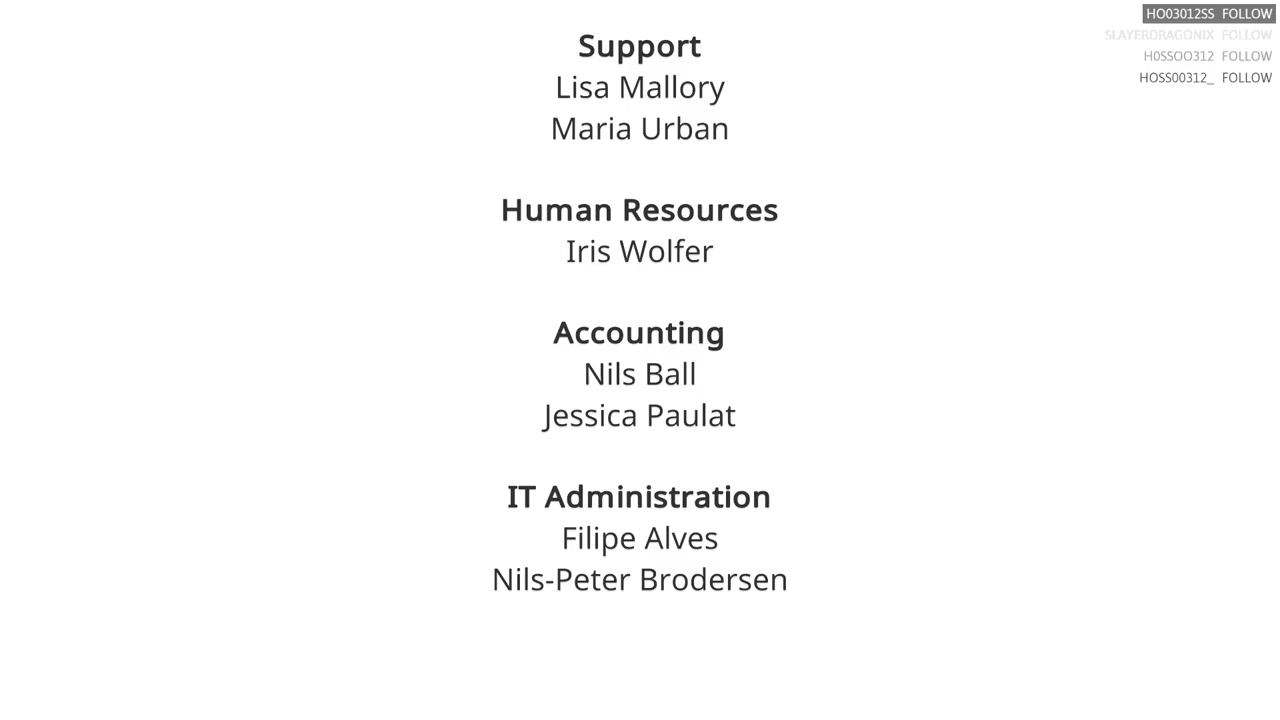 HO03012SS FOLLOW
SLAYERDRAGONIX FOLLOW
H0SSOO312 FOLLOW
HOSS00312_ FOLLOW
Support
Lisa Mallory
Maria Urban
Human Resources
Iris Wolfer
Accounting
Nils Ball
Jessica Paulat
IT Administration
Filipe Alves
Nils-Peter Brodersen